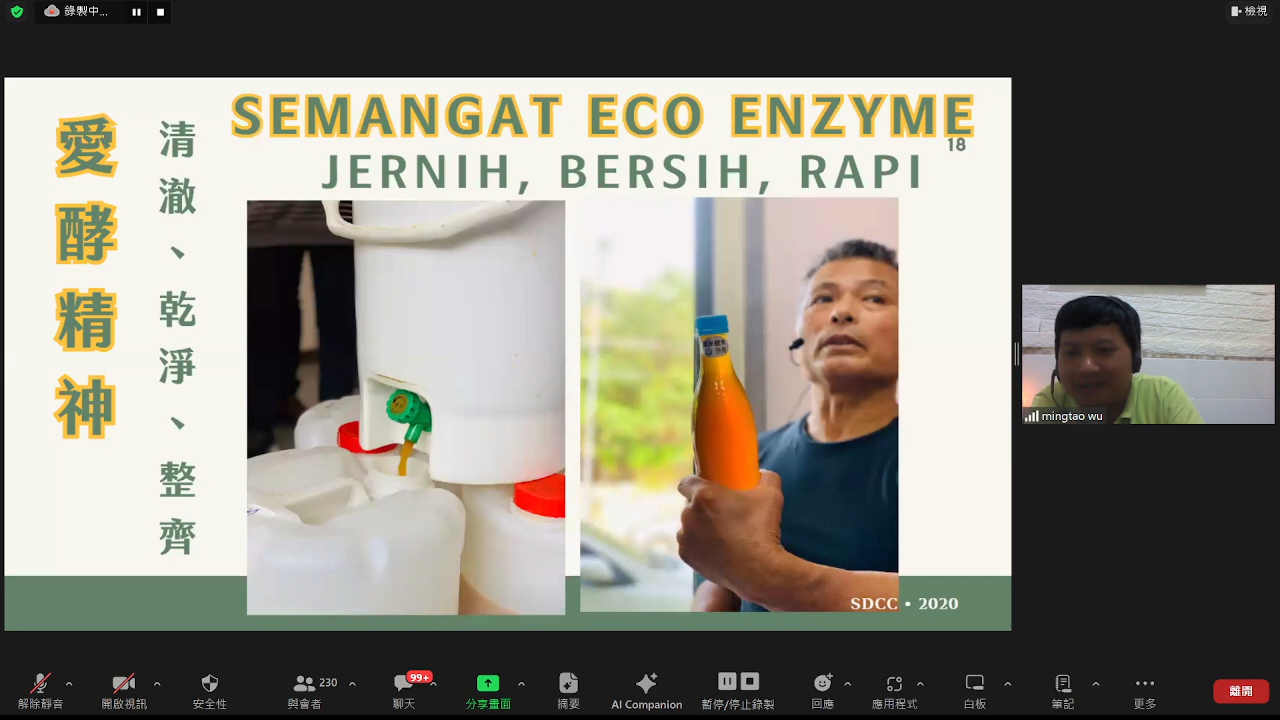 錄製中...
檢視
SEMANGAT ECO ENZYME
18
JERNIH, BERSIH, RAPI
愛酵精神
清澈、乾淨、整齊
SDCC • 2020
mingtao wu
解除靜音
開啟視訊
安全性
與會者
230
聊天
99+
分享畫面
摘要
AI Companion
暫停/停止錄製
回應
應用程式
白板
筆記
更多
離開